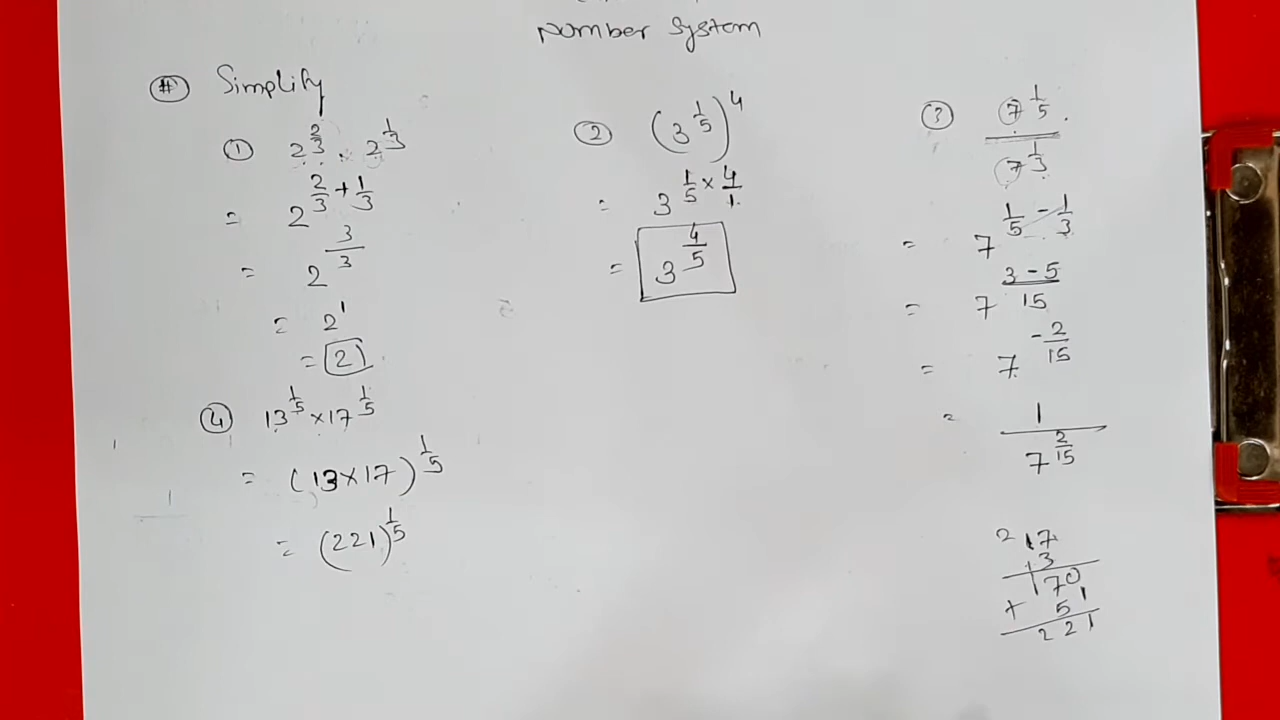 Number System
# Simplify
① 2^{2/3} · 2^{1/3}
= 2^{2/3 + 1/3}
= 2^{3/3}
= 2^1
= 2
② (3^{1/5})^4
= 3^{1/5 × 4/1}
= 3^{4/5}
③ 7^{1/5} / 7^{1/3}
= 7^{1/5 - 1/3}
= 7^{(3-5)/15}
= 7^{-2/15}
= 1 / 7^{2/15}
④ 13^{1/5} × 17^{1/5}
= (13×17)^{1/5}
= (221)^{1/5}
2 17
13
170
+ 51
221